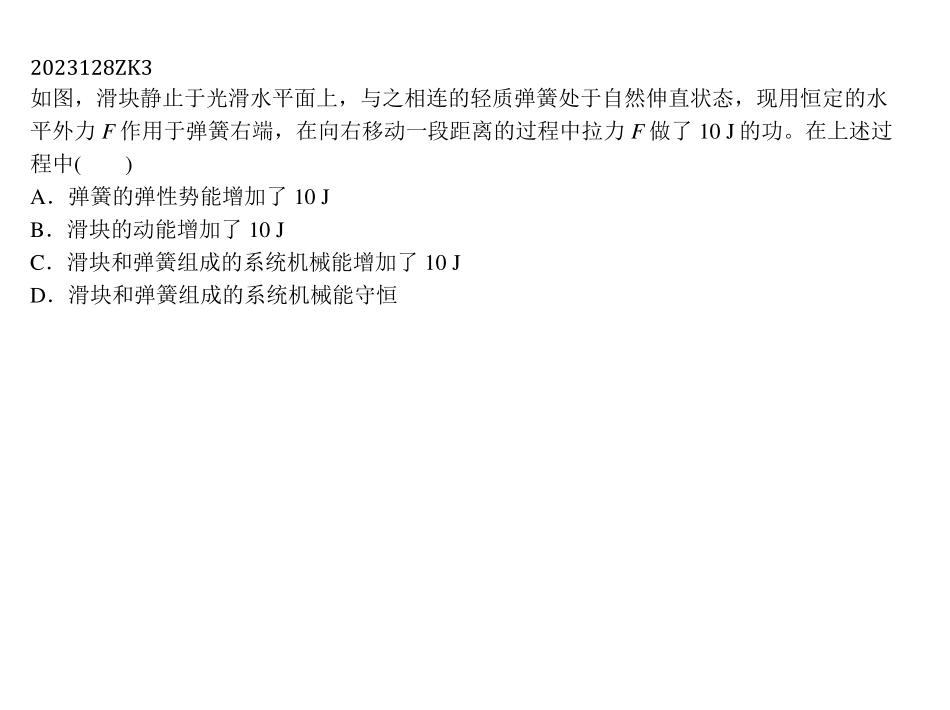 2023128ZK3
如图，滑块静止于光滑水平面上，与之相连的轻质弹簧处于自然伸直状态，现用恒定的水
平外力 F 作用于弹簧右端，在向右移动一段距离的过程中拉力 F 做了 10 J 的功。在上述过
程中(　　)
A．弹簧的弹性势能增加了 10 J
B．滑块的动能增加了 10 J
C．滑块和弹簧组成的系统机械能增加了 10 J
D．滑块和弹簧组成的系统机械能守恒